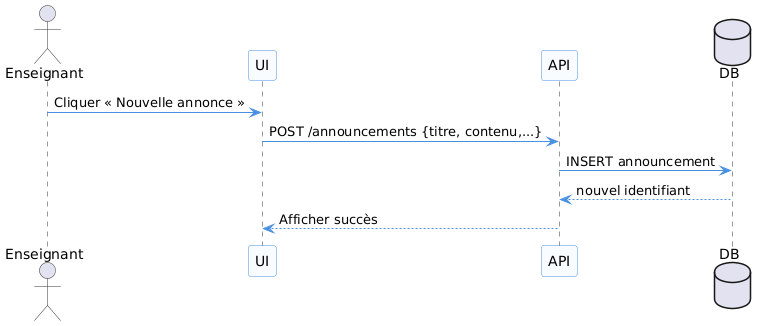 Enseignant
UI
API
DB
Cliquer « Nouvelle annonce »
POST /announcements {titre, contenu,...}
INSERT announcement
nouvel identifiant
Afficher succès
Enseignant
UI
API
DB